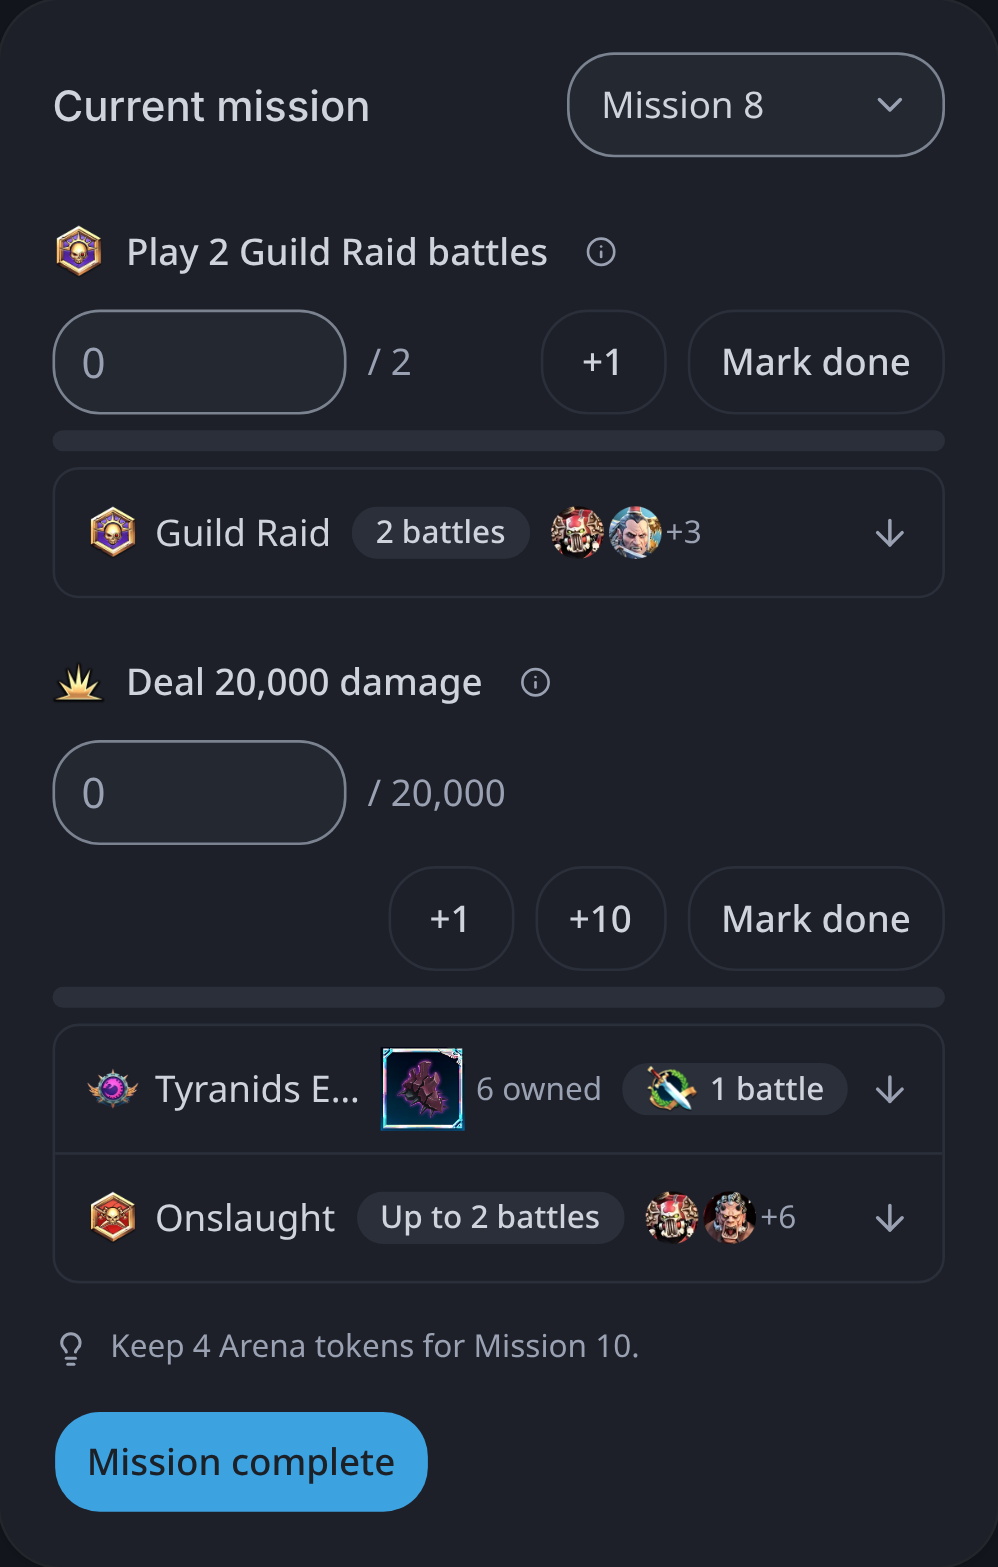 Current mission
Mission 8
Play 2 Guild Raid battles
0 / 2
+1
Mark done
Guild Raid
2 battles
+3
Deal 20,000 damage
0 / 20,000
+1
+10
Mark done
Tyranids E...
6 owned
1 battle
Onslaught
Up to 2 battles
+6
Keep 4 Arena tokens for Mission 10.
Mission complete